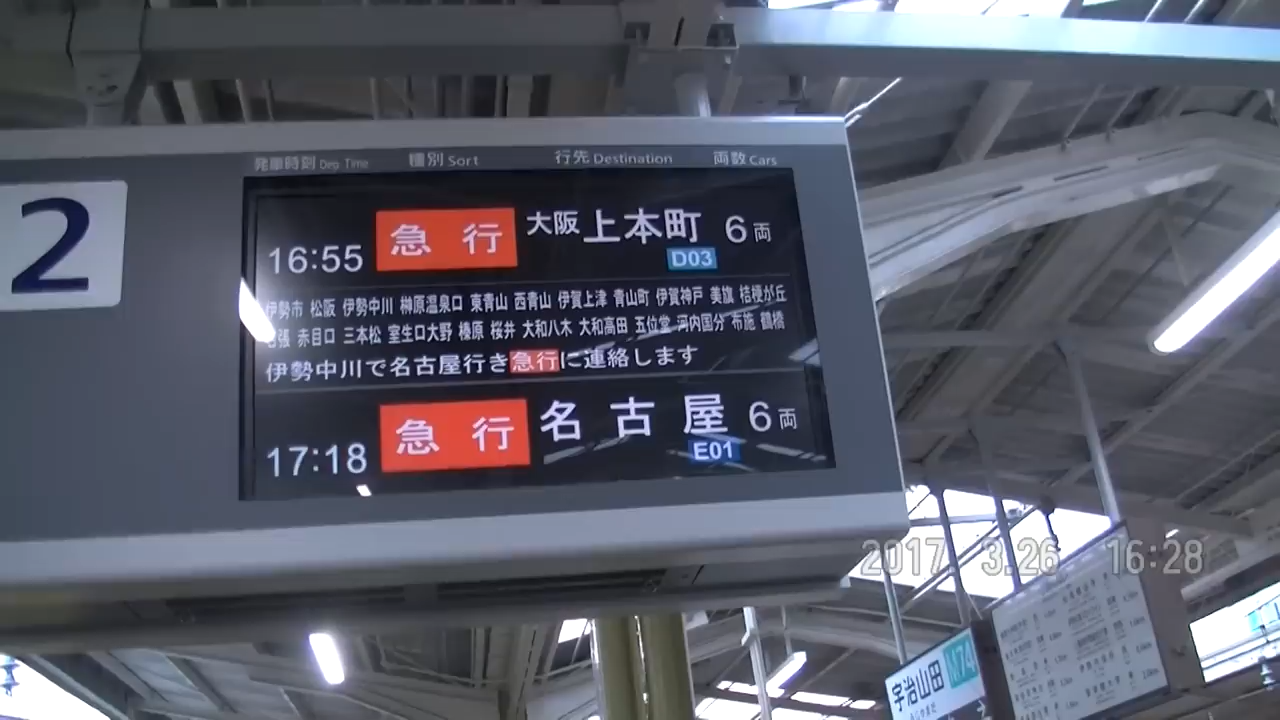 発車時刻 Dep Time 種別 Sort 行先 Destination 両数 Cars
2
16:55 急行 大阪上本町 6両
D03
伊勢市 松阪 伊勢中川 榊原温泉口 東青山 西青山 伊賀上津 青山町 伊賀神戸 美旗 桔梗が丘
名張 赤目口 三本松 室生口大野 榛原 桜井 大和八木 大和高田 五位堂 河内国分 布施 鶴橋
伊勢中川で名古屋行き急行に連絡します
17:18 急行 名古屋 6両
E01
2017 3.26 16:28
宇治山田 M74